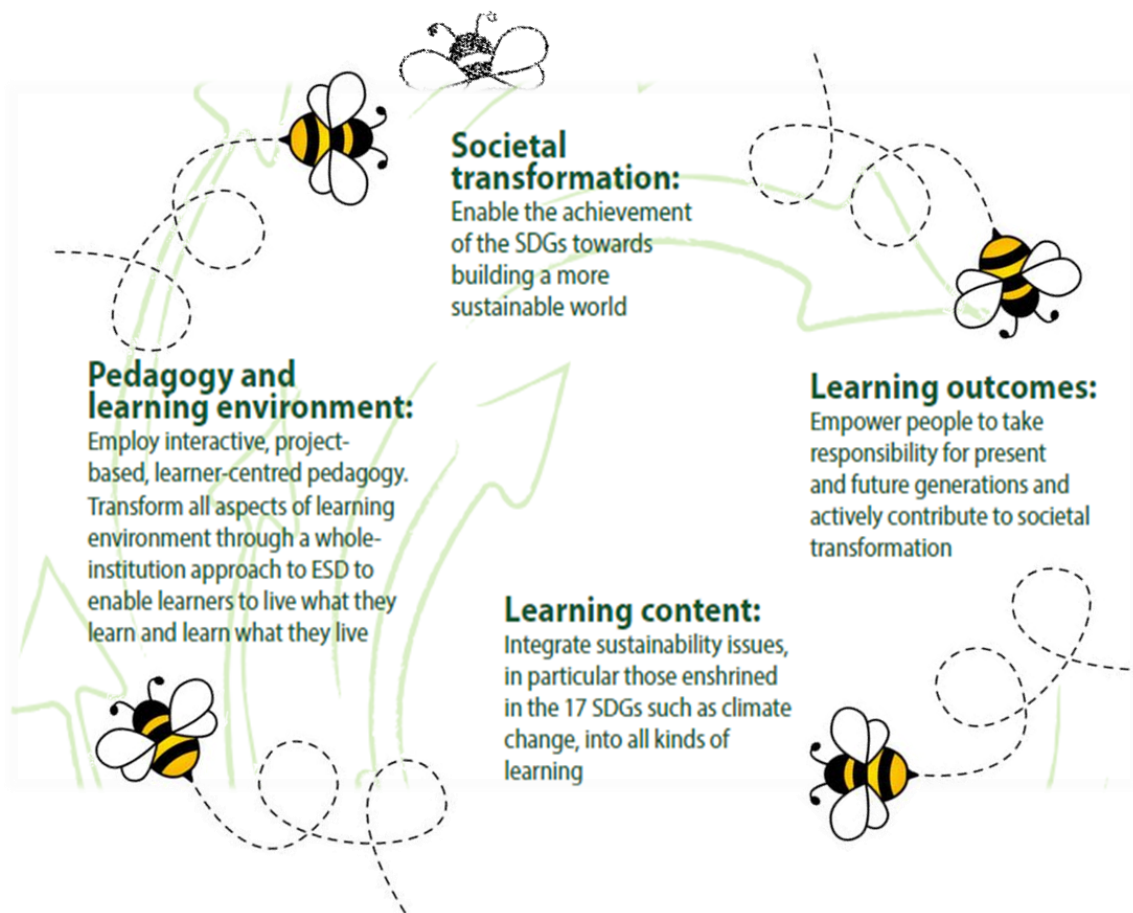 Societal
transformation:
Enable the achievement
of the SDGs towards
building a more
sustainable world
Pedagogy and
learning environment:
Employ interactive, project-
based, learner-centred pedagogy.
Transform all aspects of learning
environment through a whole-
institution approach to ESD to
enable learners to live what they
learn and learn what they live
Learning outcomes:
Empower people to take
responsibility for present
and future generations and
actively contribute to societal
transformation
Learning content:
Integrate sustainability issues,
in particular those enshrined
in the 17 SDGs such as climate
change, into all kinds of
learning